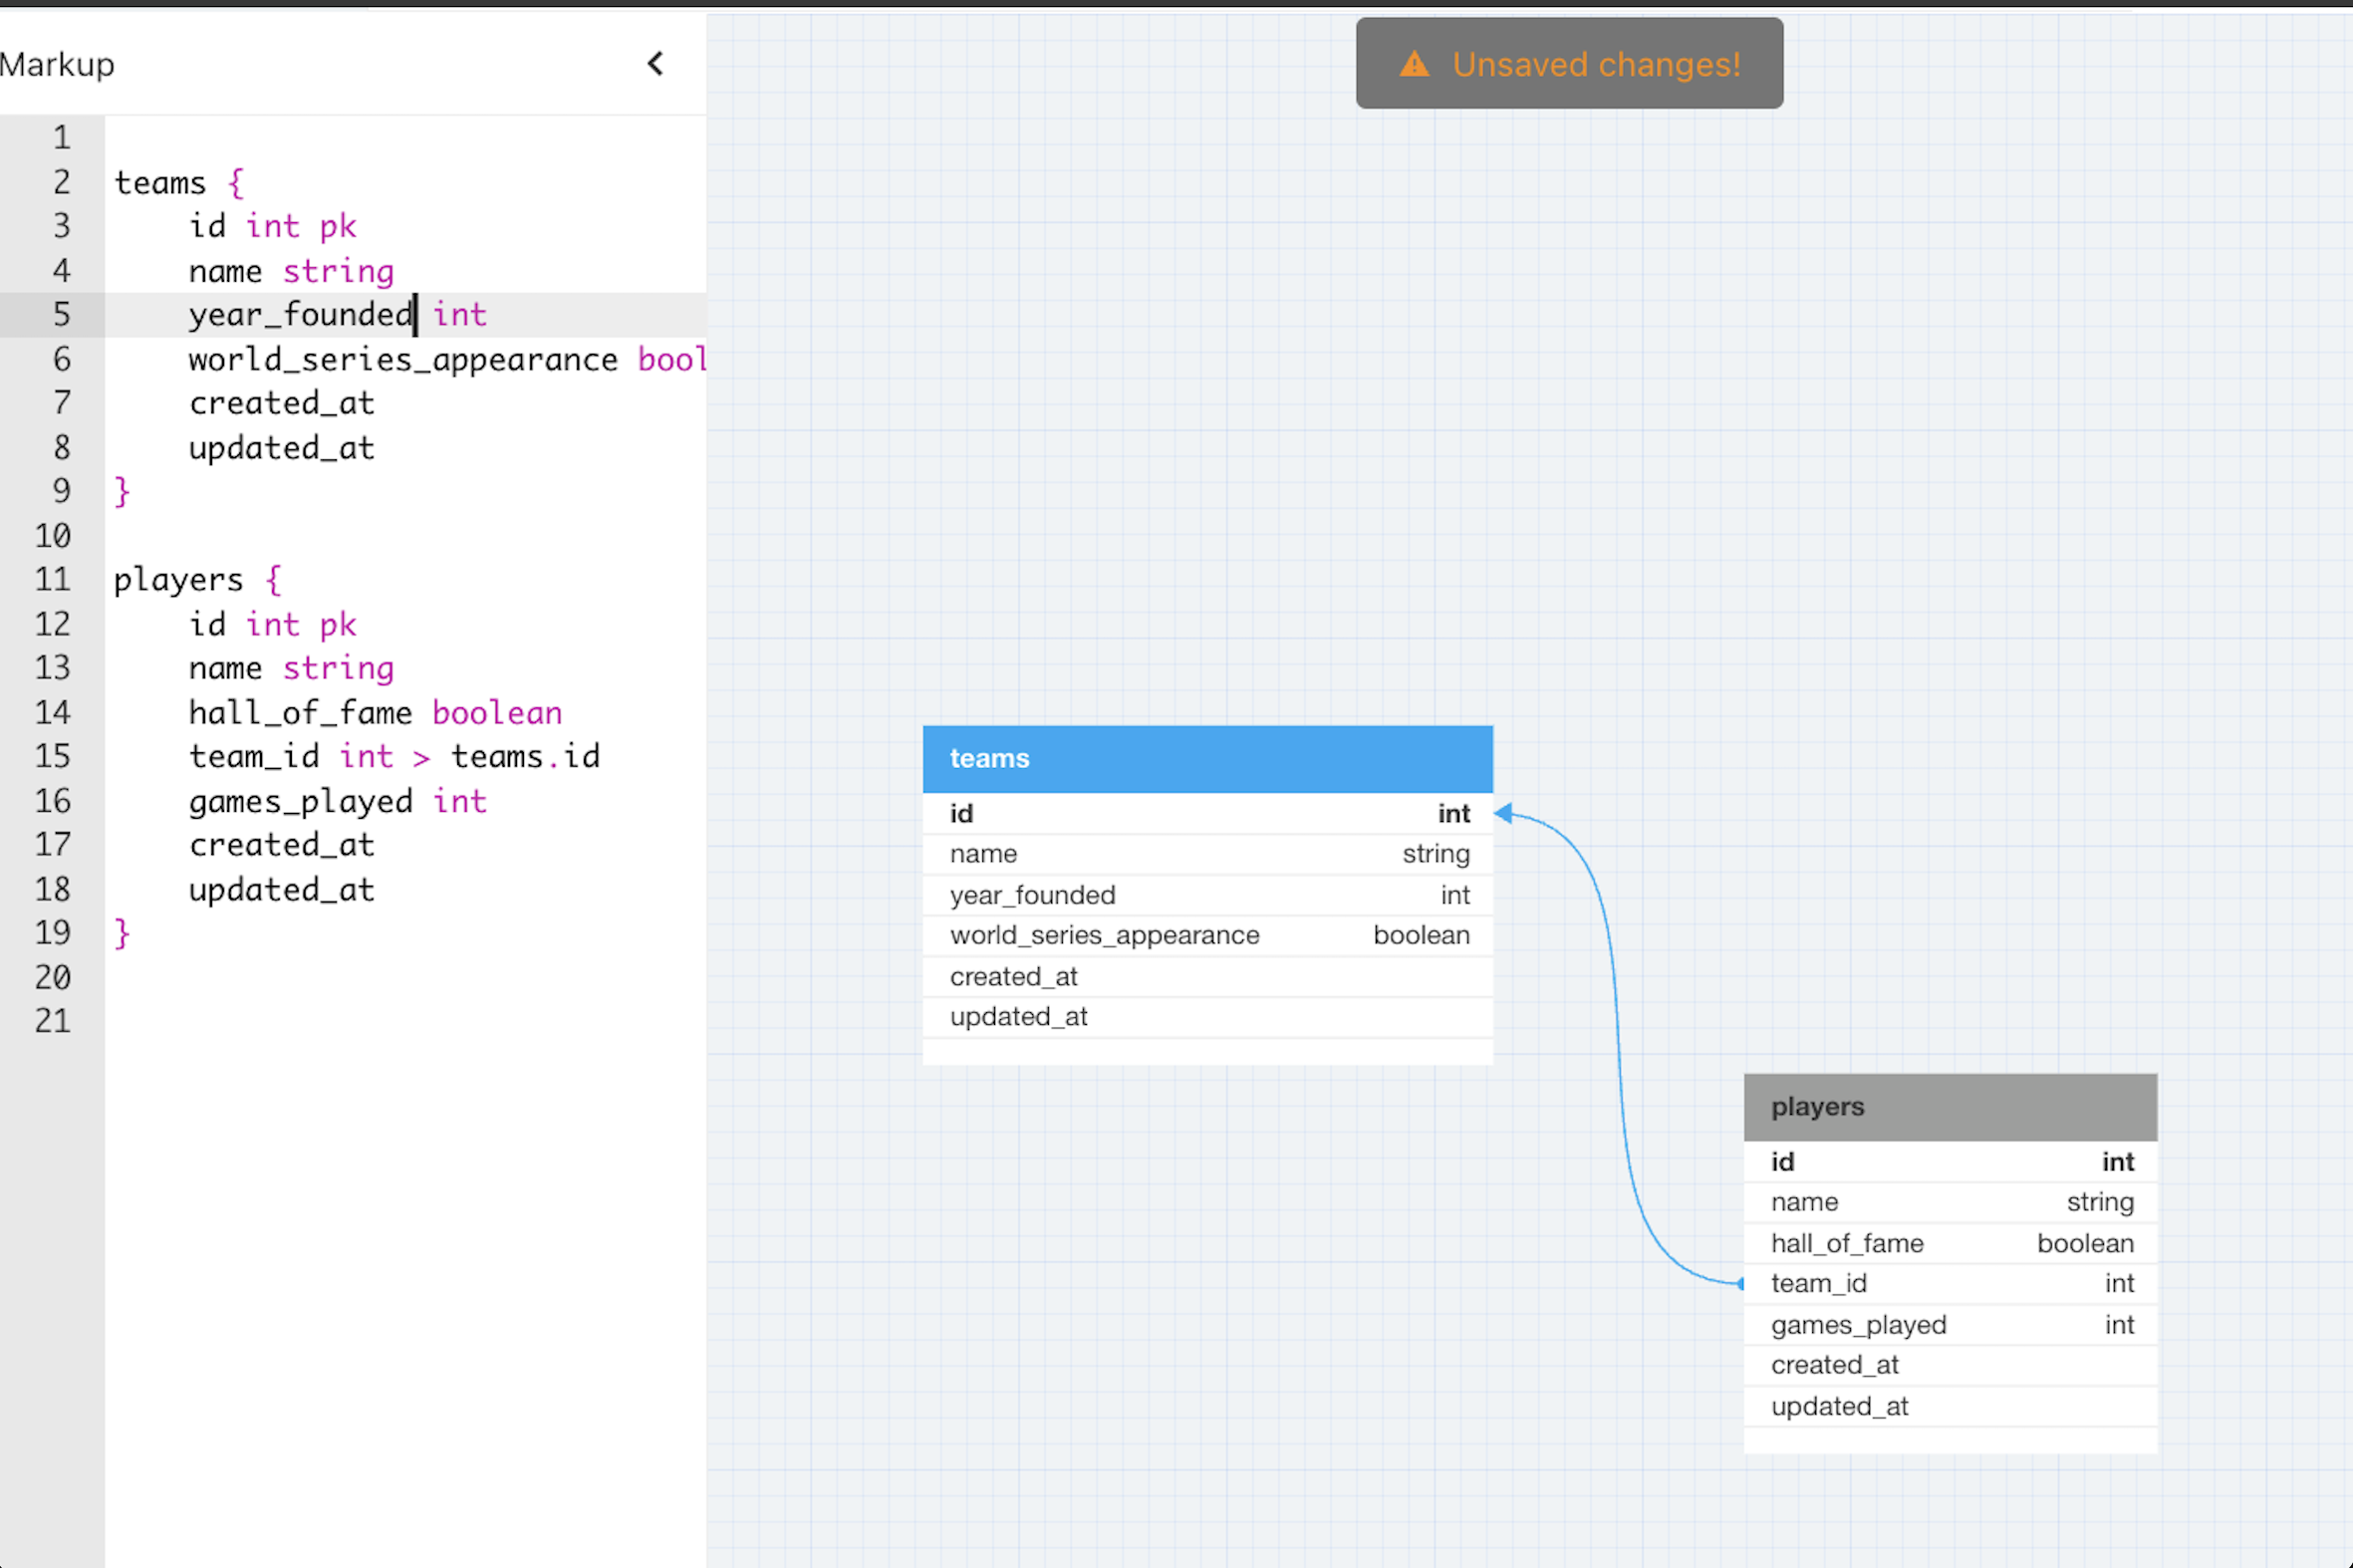 Markup
Unsaved changes!
1
2 teams {
3 id int pk
4 name string
5 year_founded int
6 world_series_appearance bool
7 created_at
8 updated_at
9 }
10
11 players {
12 id int pk
13 name string
14 hall_of_fame boolean
15 team_id int > teams.id
16 games_played int
17 created_at
18 updated_at
19 }
20
21
teams
id int
name string
year_founded int
world_series_appearance boolean
created_at
updated_at
players
id int
name string
hall_of_fame boolean
team_id int
games_played int
created_at
updated_at